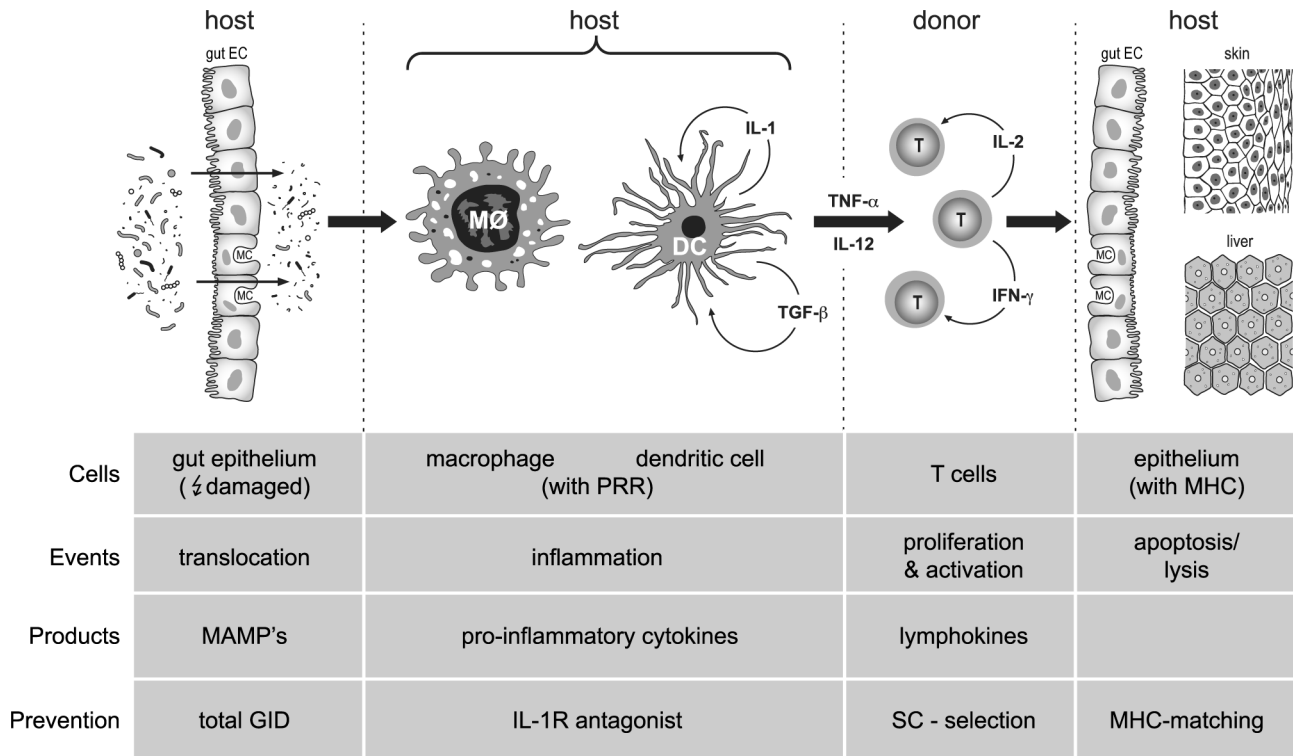 host
host
donor
host
gut EC
gut EC
skin
IL-1
T
IL-2
MØ
DC
TNF-α
IL-12
T
MC
MC
liver
MC
MC
T
IFN-γ
TGF-β
Cells
gut epithelium
(↯damaged)
macrophage
dendritic cell
(with PRR)
T cells
epithelium
(with MHC)
Events
translocation
inflammation
proliferation
& activation
apoptosis/
lysis
Products
MAMP's
pro-inflammatory cytokines
lymphokines
Prevention
total GID
IL-1R antagonist
SC - selection
MHC-matching